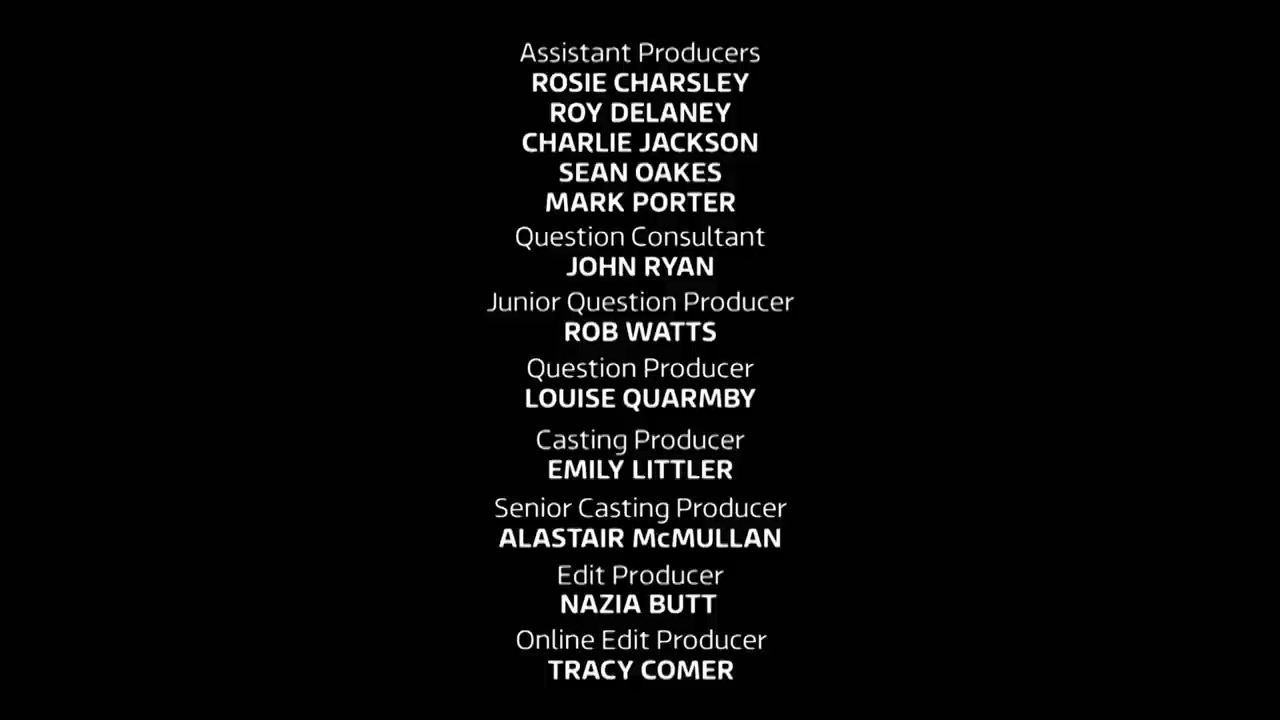 Assistant Producers
ROSIE CHARSLEY
ROY DELANEY
CHARLIE JACKSON
SEAN OAKES
MARK PORTER
Question Consultant
JOHN RYAN
Junior Question Producer
ROB WATTS
Question Producer
LOUISE QUARMBY
Casting Producer
EMILY LITTLER
Senior Casting Producer
ALASTAIR McMULLAN
Edit Producer
NAZIA BUTT
Online Edit Producer
TRACY COMER